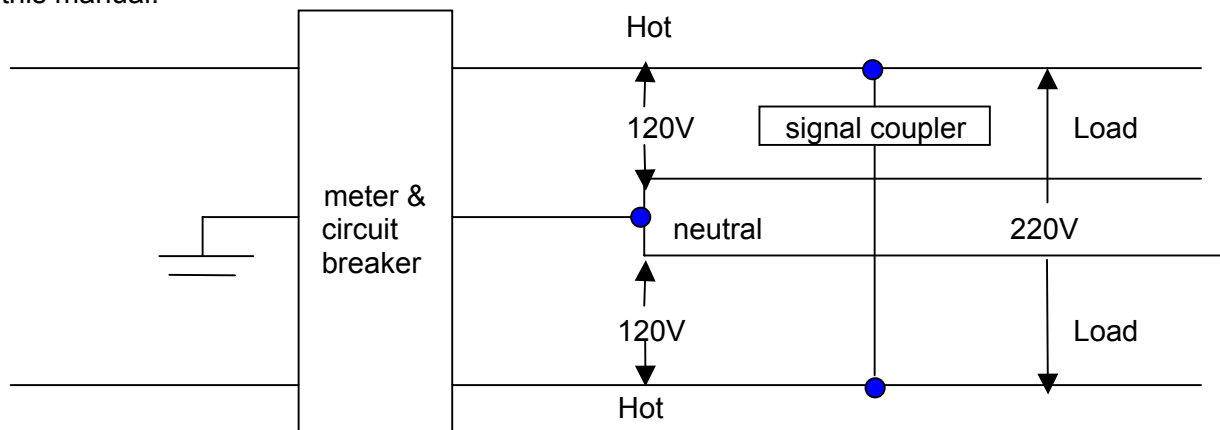 this manual.
Hot
120V
signal coupler
Load
meter &
circuit
breaker
neutral
220V
120V
Load
Hot